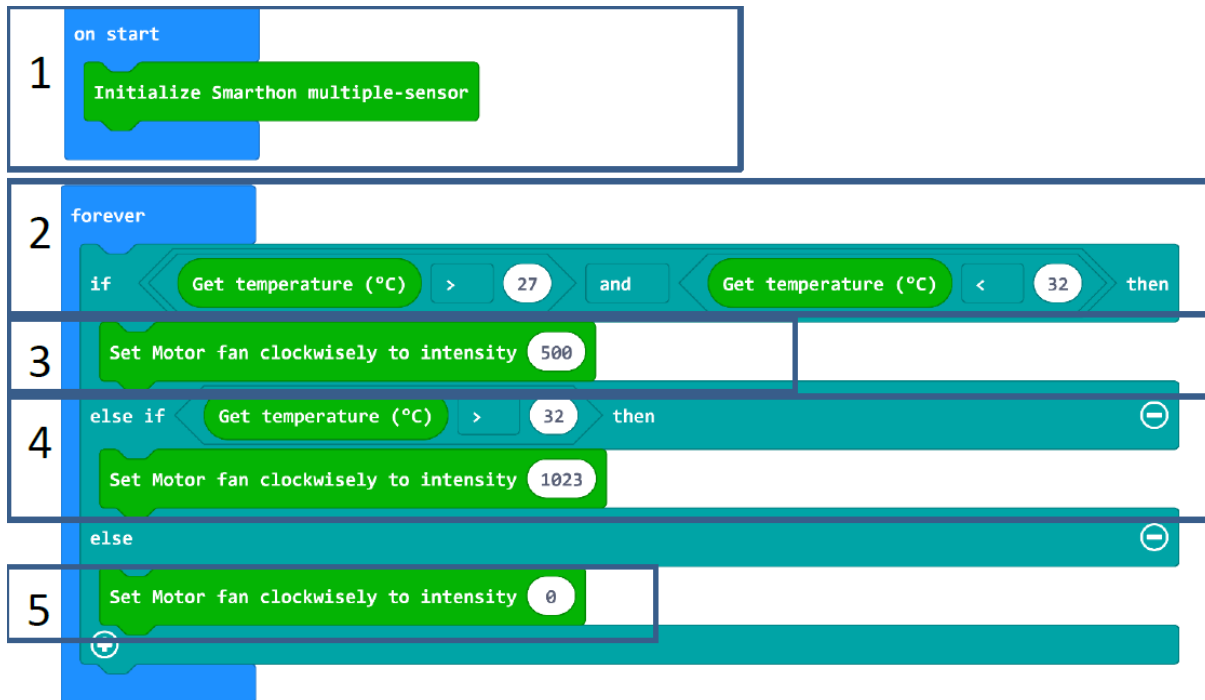 1
on start
Initialize Smarthon multiple-sensor
2
forever
if Get temperature (°C) > 27 and Get temperature (°C) < 32 then
3
Set Motor fan clockwisely to intensity 500
4
else if Get temperature (°C) > 32 then
Set Motor fan clockwisely to intensity 1023
else
5
Set Motor fan clockwisely to intensity 0